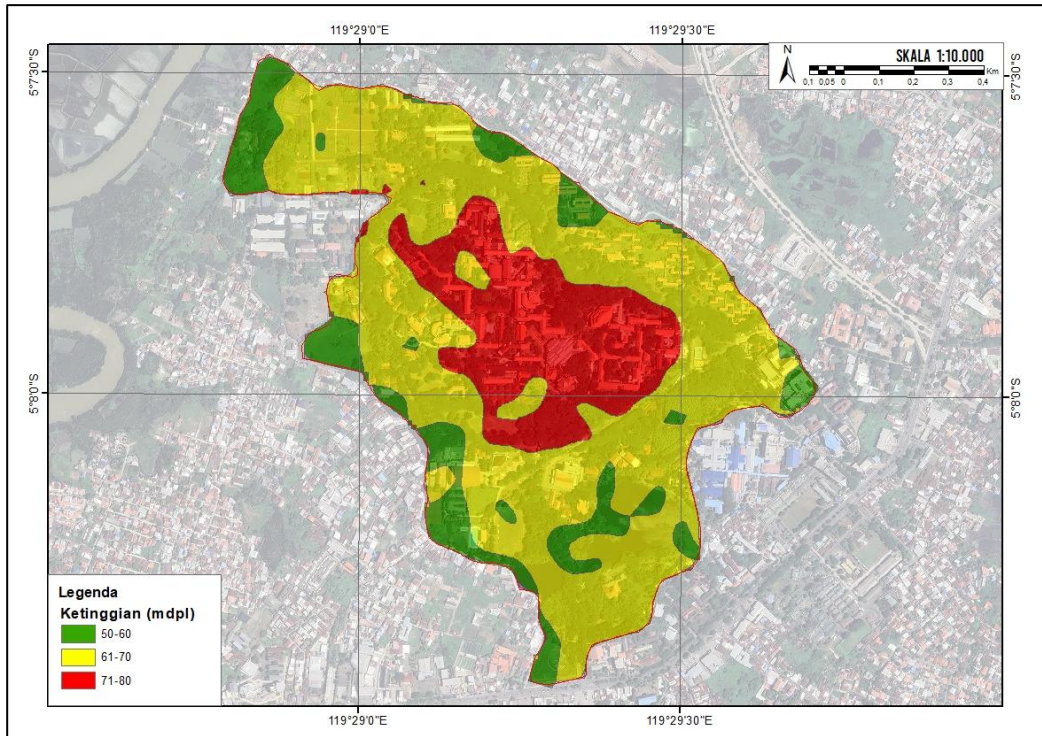 119°29'0"E
119°29'30"E
N
SKALA 1:10.000
0,1 0,05 0 0,1 0,2 0,3 0,4
Km
5°7'30"S
5°7'30"S
5°8'0"S
5°8'0"S
Legenda
Ketinggian (mdpl)
50-60
61-70
71-80
119°29'0"E
119°29'30"E